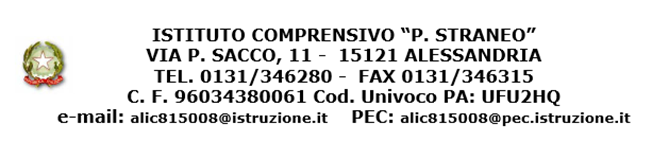 ISTITUTO COMPRENSIVO “P. STRANEO”
VIA P. SACCO, 11 - 15121 ALESSANDRIA
TEL. 0131/346280 - FAX 0131/346315
C. F. 96034380061 Cod. Univoco PA: UFU2HQ
e-mail: alic815008@istruzione.it PEC: alic815008@pec.istruzione.it